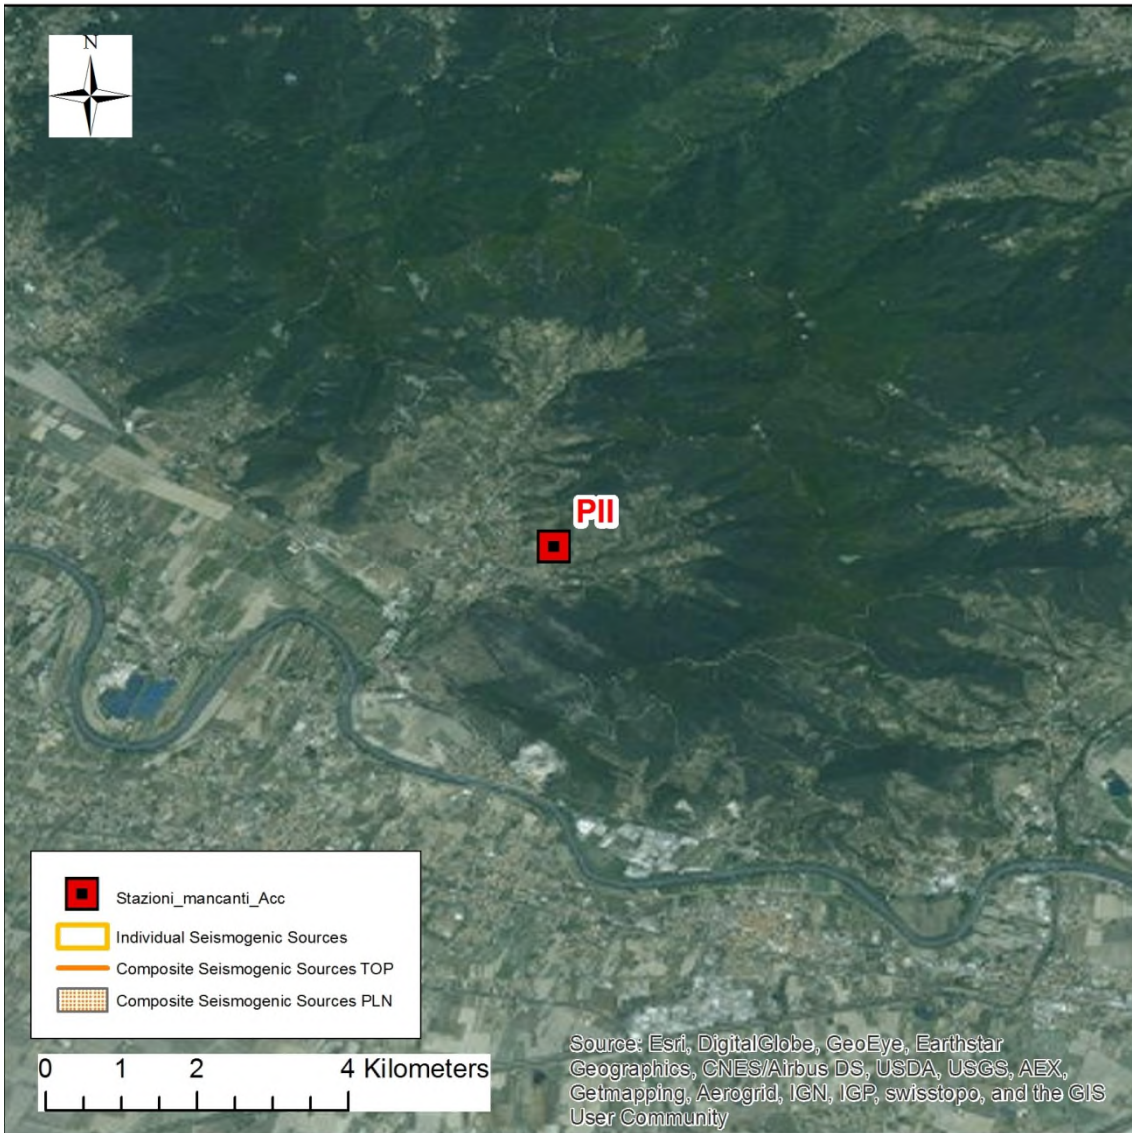 N
PII
Stazioni_mancanti_Acc
Individual Seismogenic Sources
Composite Seismogenic Sources TOP
Composite Seismogenic Sources PLN
0 1 2 4 Kilometers
Source: Esri, DigitalGlobe, GeoEye, Earthstar
Geographics, CNES/Airbus DS, USDA, USGS, AEX,
Getmapping, Aerogrid, IGN, IGP, swisstopo, and the GIS
User Community